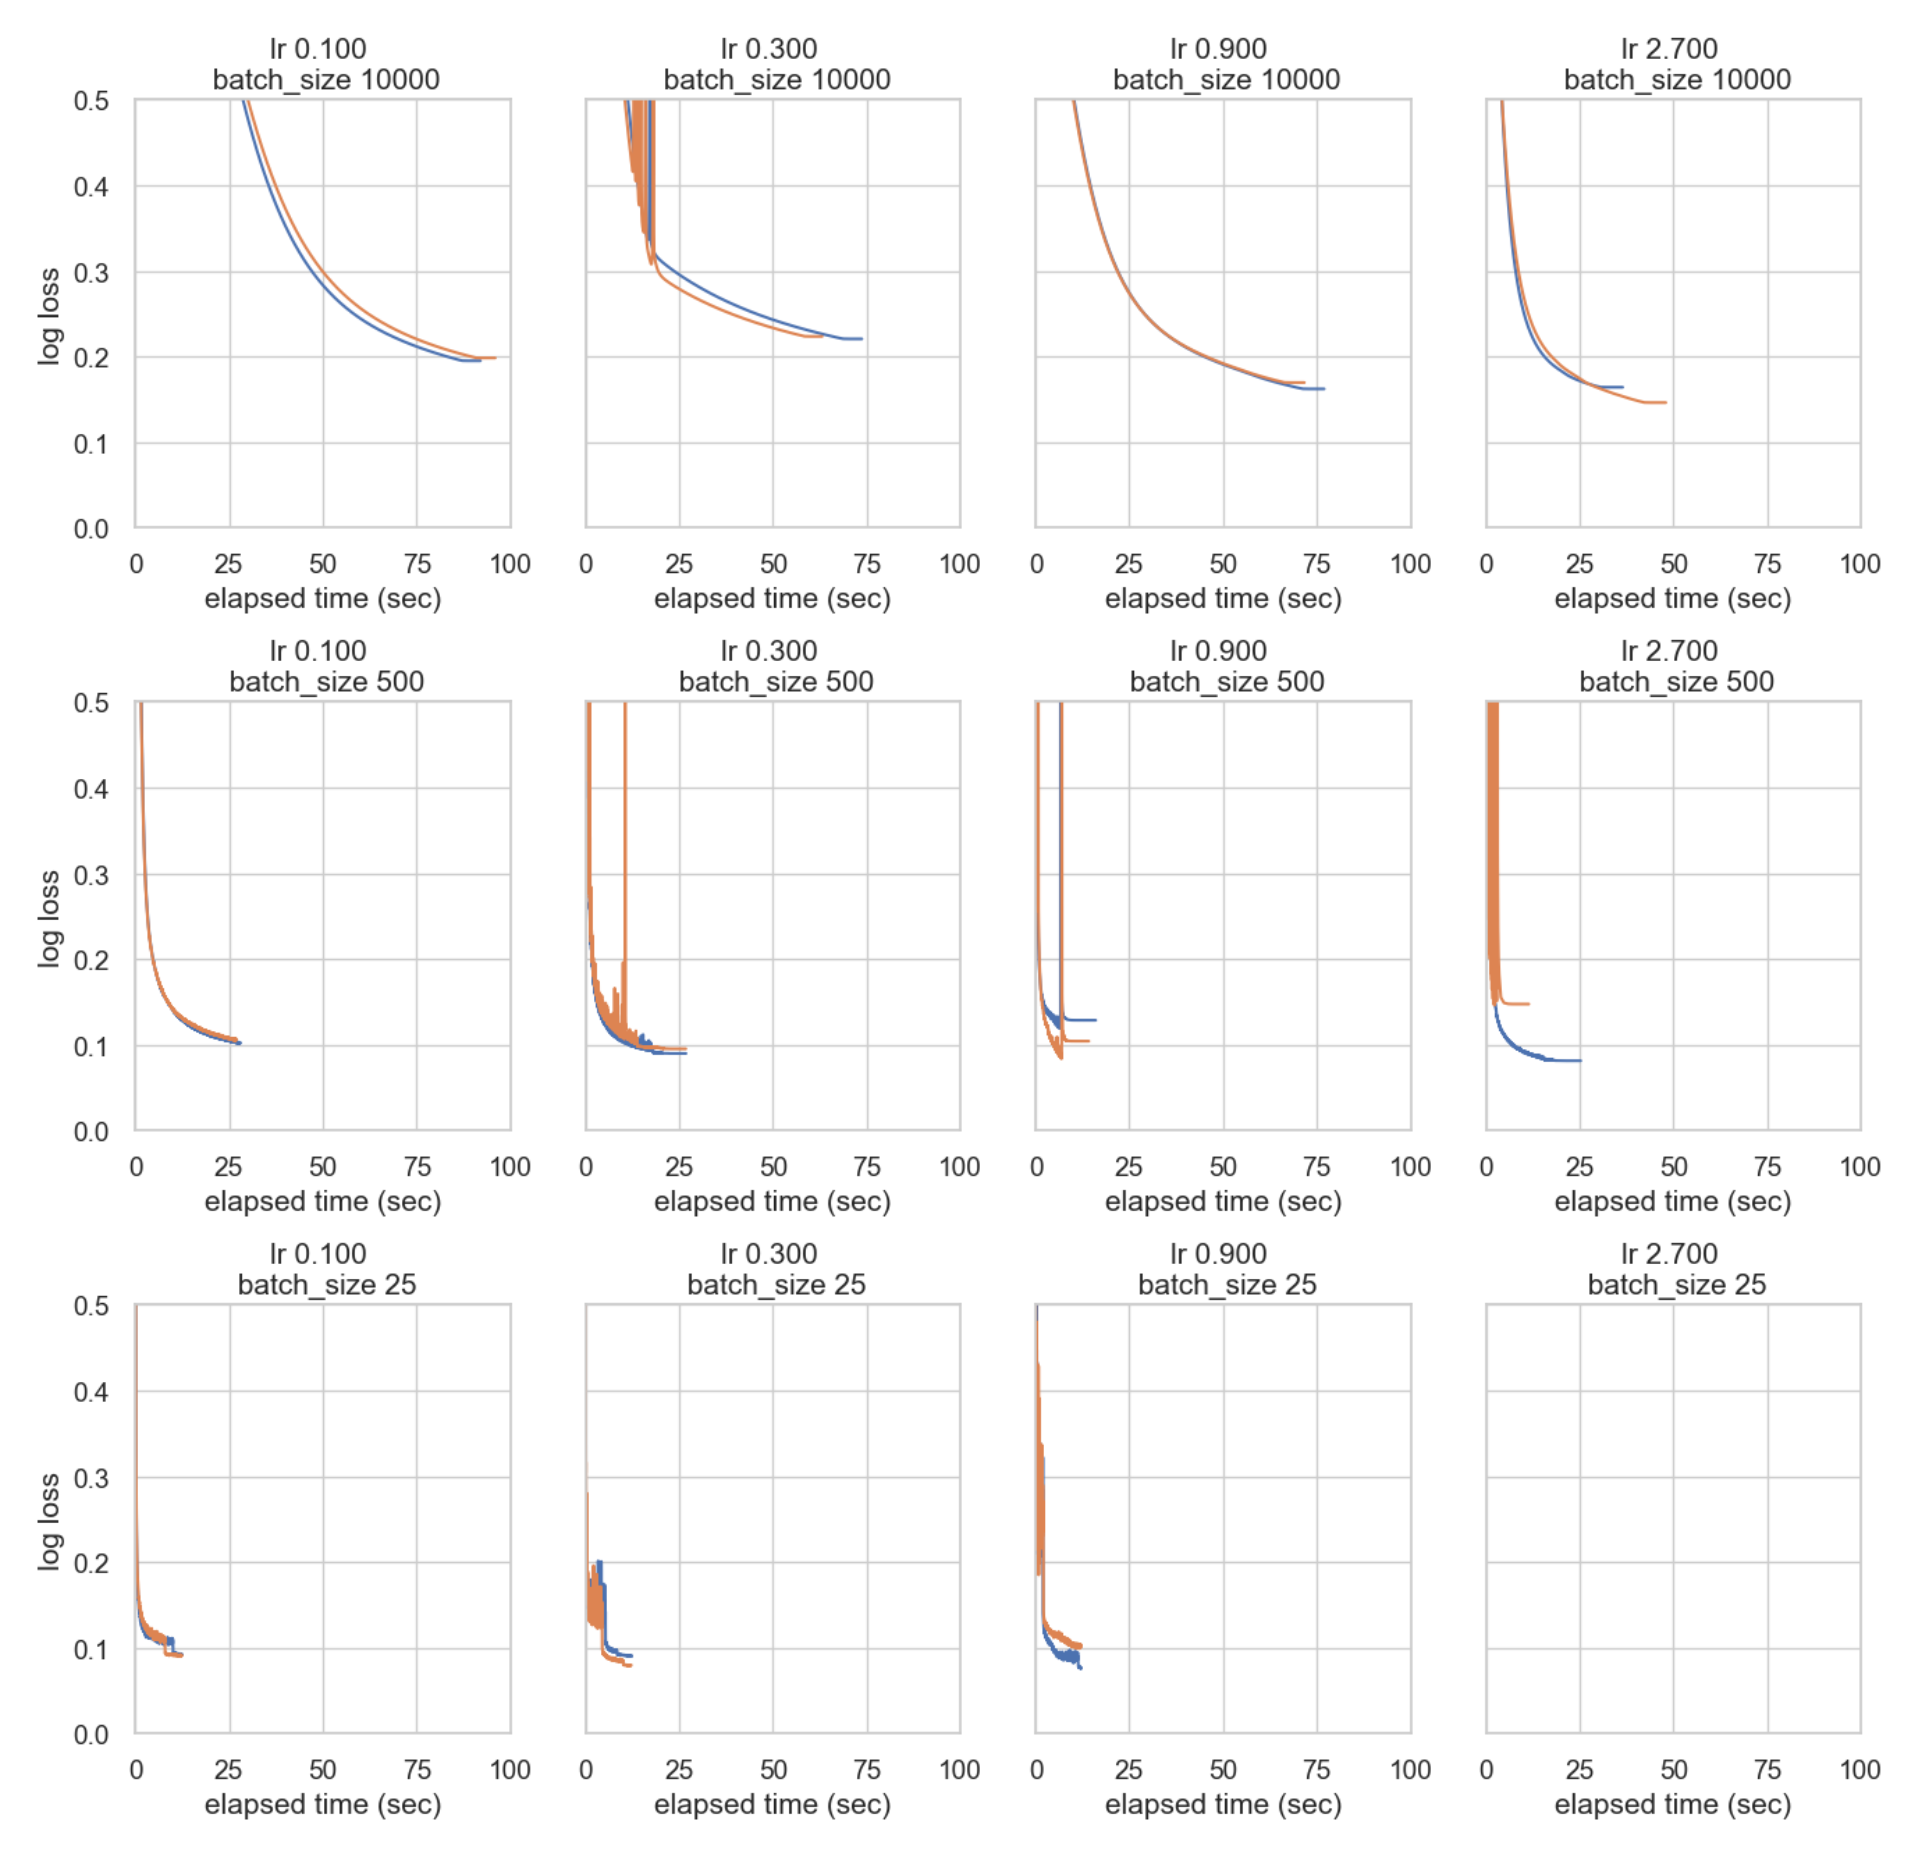 lr 0.100
batch_size 10000
lr 0.300
batch_size 10000
lr 0.900
batch_size 10000
lr 2.700
batch_size 10000
0.5
0.4
0.3
0.2
0.1
0.0
log loss
0 25 50 75 100
0 25 50 75 100
0 25 50 75 100
0 25 50 75 100
elapsed time (sec)
elapsed time (sec)
elapsed time (sec)
elapsed time (sec)
lr 0.100
batch_size 500
lr 0.300
batch_size 500
lr 0.900
batch_size 500
lr 2.700
batch_size 500
0.5
0.4
0.3
0.2
0.1
0.0
log loss
0 25 50 75 100
0 25 50 75 100
0 25 50 75 100
0 25 50 75 100
elapsed time (sec)
elapsed time (sec)
elapsed time (sec)
elapsed time (sec)
lr 0.100
batch_size 25
lr 0.300
batch_size 25
lr 0.900
batch_size 25
lr 2.700
batch_size 25
0.5
0.4
0.3
0.2
0.1
0.0
log loss
0 25 50 75 100
0 25 50 75 100
0 25 50 75 100
0 25 50 75 100
elapsed time (sec)
elapsed time (sec)
elapsed time (sec)
elapsed time (sec)